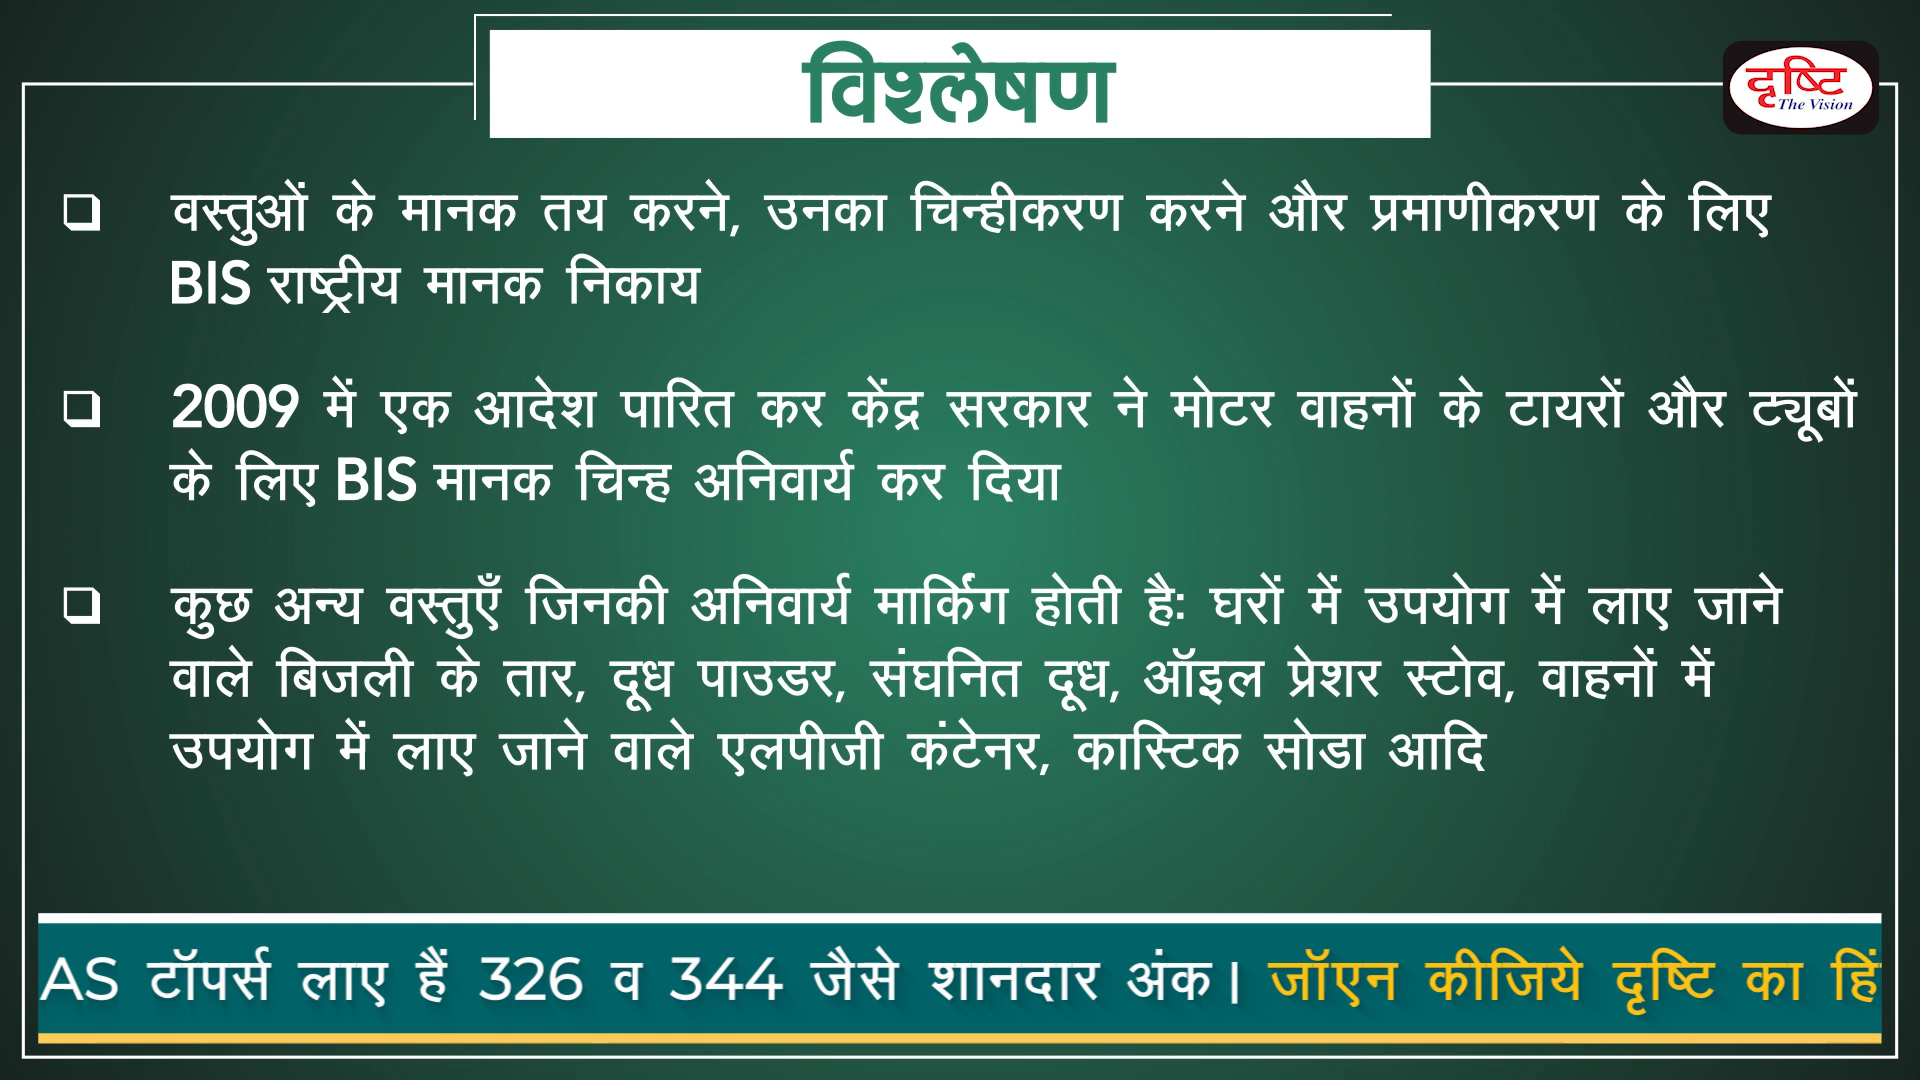 विश्लेषण
दृष्टि
The Vision
वस्तुओं के मानक तय करने, उनका चिन्हीकरण करने और प्रमाणीकरण के लिए
BIS राष्ट्रीय मानक निकाय
2009 में एक आदेश पारित कर केंद्र सरकार ने मोटर वाहनों के टायरों और ट्यूबों
के लिए BIS मानक चिन्ह अनिवार्य कर दिया
कुछ अन्य वस्तुएँ जिनकी अनिवार्य मार्किंग होती है: घरों में उपयोग में लाए जाने
वाले बिजली के तार, दूध पाउडर, संघनित दूध, ऑइल प्रेशर स्टोव, वाहनों में
उपयोग में लाए जाने वाले एलपीजी कंटेनर, कास्टिक सोडा आदि
AS टॉपर्स लाए हैं 326 व 344 जैसे शानदार अंक। जॉएन कीजिये दृष्टि का हिं